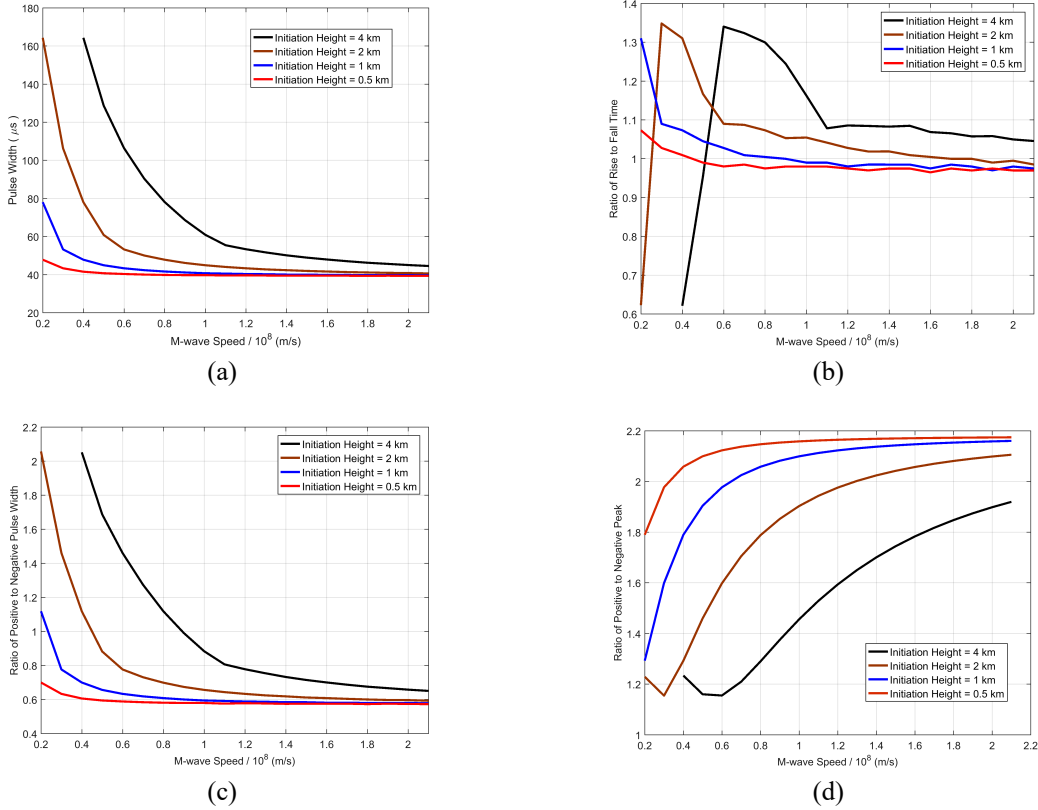 180
160
140
120
100
80
60
40
20
Pulse Width ( μs )
Initiation Height = 4 km
Initiation Height = 2 km
Initiation Height = 1 km
Initiation Height = 0.5 km
0.2 0.4 0.6 0.8 1 1.2 1.4 1.6 1.8 2
M-wave Speed / 10⁸ (m/s)
(a)
1.4
1.3
1.2
1.1
1
0.9
0.8
0.7
0.6
Ratio of Rise to Fall Time
Initiation Height = 4 km
Initiation Height = 2 km
Initiation Height = 1 km
Initiation Height = 0.5 km
0.2 0.4 0.6 0.8 1 1.2 1.4 1.6 1.8 2
M-wave Speed / 10⁸ (m/s)
(b)
2.2
2
1.8
1.6
1.4
1.2
1
0.8
0.6
0.4
Ratio of Positive to Negative Pulse Width
Initiation Height = 4 km
Initiation Height = 2 km
Initiation Height = 1 km
Initiation Height = 0.5 km
0.2 0.4 0.6 0.8 1 1.2 1.4 1.6 1.8 2
M-wave Speed / 10⁸ (m/s)
(c)
2.2
2
1.8
1.6
1.4
1.2
1
Ratio of Positive to Negative Peak
Initiation Height = 4 km
Initiation Height = 2 km
Initiation Height = 1 km
Initiation Height = 0.5 km
0.2 0.4 0.6 0.8 1 1.2 1.4 1.6 1.8 2 2.2
M-wave Speed / 10⁸ (m/s)
(d)